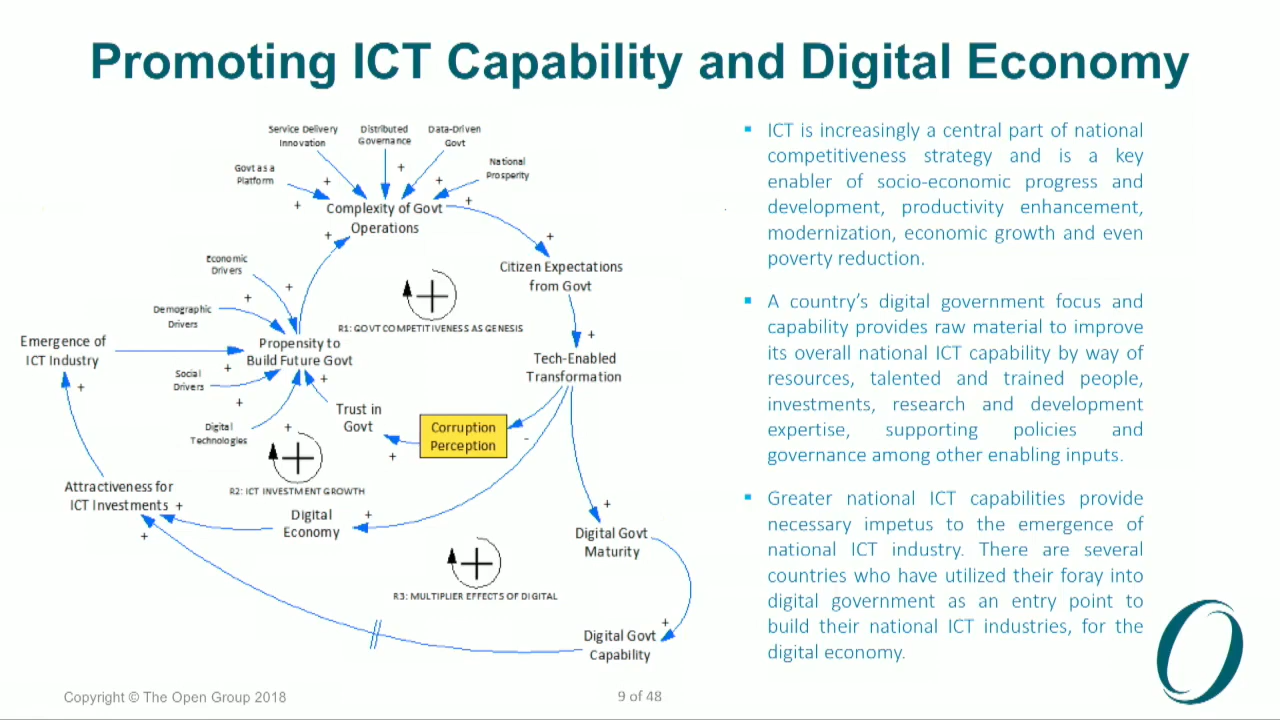 Promoting ICT Capability and Digital Economy
Service Delivery
Innovation
Distributed
Governance
Data-Driven
Govt
Govt as a
Platform
National
Prosperity
+
+
+
+
+
Complexity of Govt
Operations
+
+
+
Citizen Expectations
from Govt
Economic
Drivers
+
+
Demographic
Drivers
R1: GOVT COMPETITIVENESS AS GENESIS
+
Emergence of
ICT Industry
+
Propensity to
Build Future Govt
Tech-Enabled
Transformation
Social
Drivers
+
+
+
Trust in
Govt
Corruption
Perception
-
+
Digital
Technologies
+
R2: ICT INVESTMENT GROWTH
Attractiveness for
ICT Investments +
+
Digital
Economy
+
+
Digital Govt
Maturity
R3: MULTIPLIER EFFECTS OF DIGITAL
+
Digital Govt
Capability
▪ ICT is increasingly a central part of national
competitiveness strategy and is a key
enabler of socio-economic progress and
development, productivity enhancement,
modernization, economic growth and even
poverty reduction.
▪ A country’s digital government focus and
capability provides raw material to improve
its overall national ICT capability by way of
resources, talented and trained people,
investments, research and development
expertise, supporting policies and
governance among other enabling inputs.
▪ Greater national ICT capabilities provide
necessary impetus to the emergence of
national ICT industry. There are several
countries who have utilized their foray into
digital government as an entry point to
build their national ICT industries, for the
digital economy.
Copyright © The Open Group 2018
9 of 48